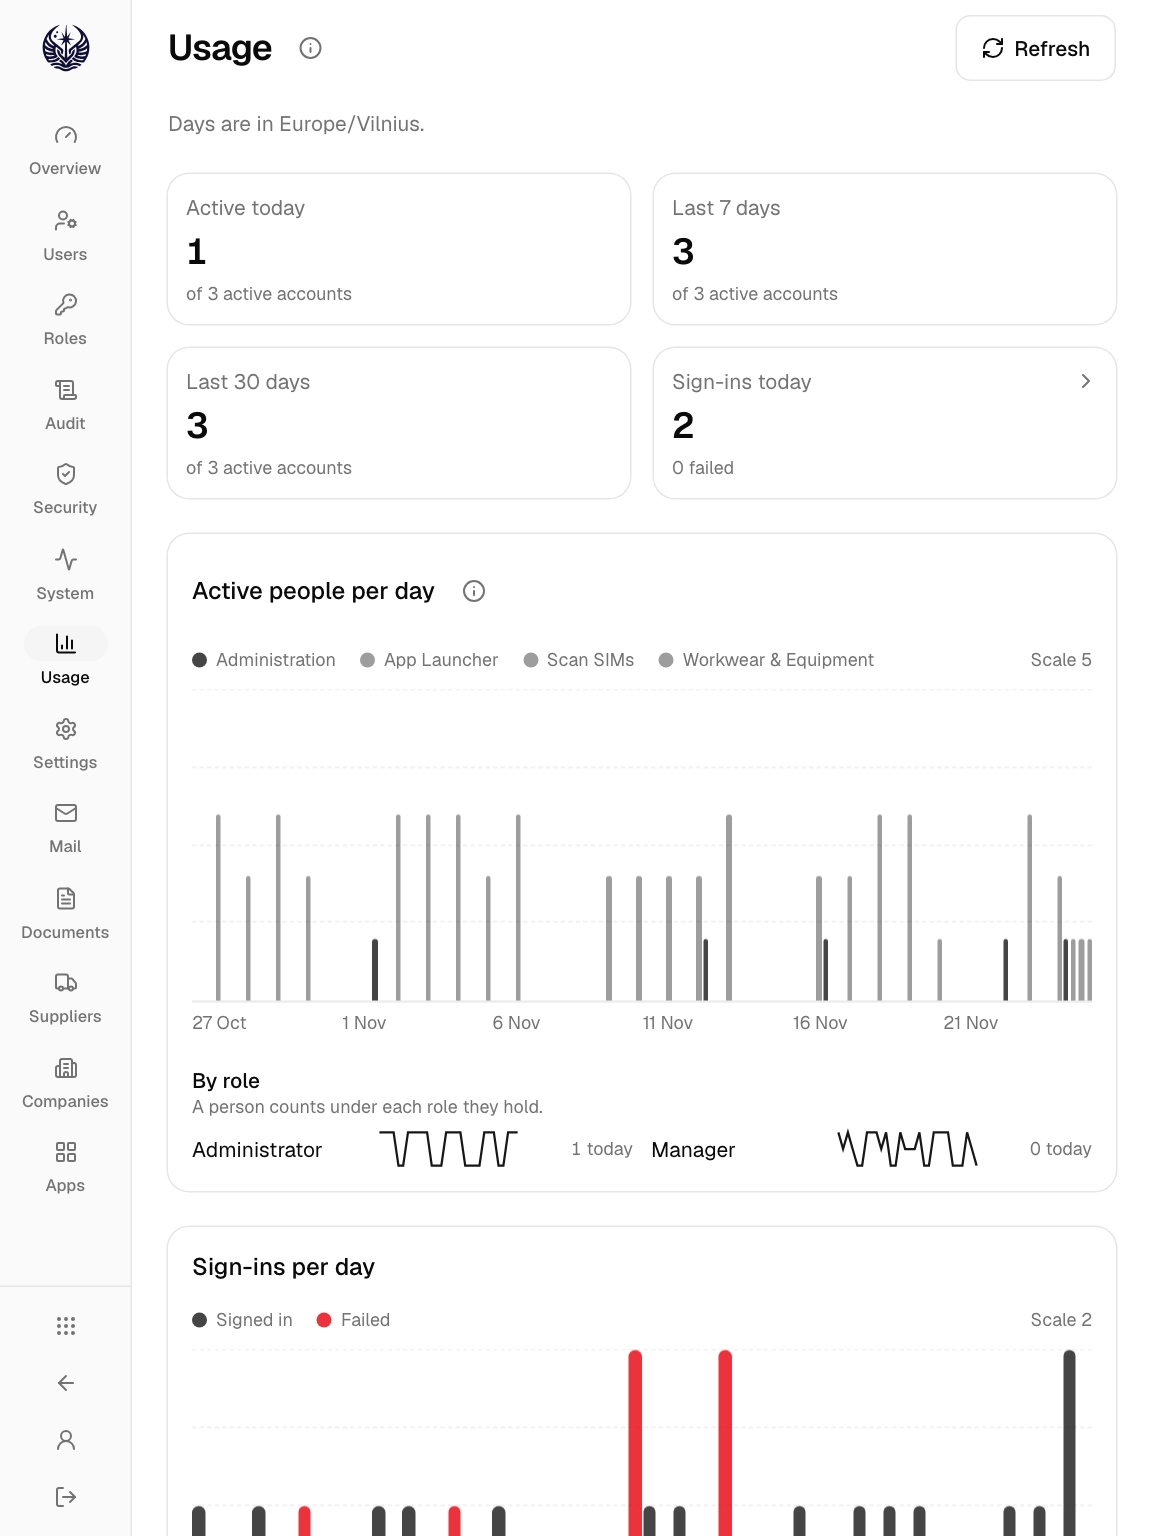 Usage
Refresh
Days are in Europe/Vilnius.
Overview
Users
Roles
Audit
Security
System
Usage
Settings
Mail
Documents
Suppliers
Companies
Apps
Active today
1
of 3 active accounts
Last 7 days
3
of 3 active accounts
Last 30 days
3
of 3 active accounts
Sign-ins today
2
0 failed
Active people per day
Administration App Launcher Scan SIMs Workwear & Equipment Scale 5
27 Oct 1 Nov 6 Nov 11 Nov 16 Nov 21 Nov
By role
A person counts under each role they hold.
Administrator 1 today Manager 0 today
Sign-ins per day
Signed in Failed Scale 2